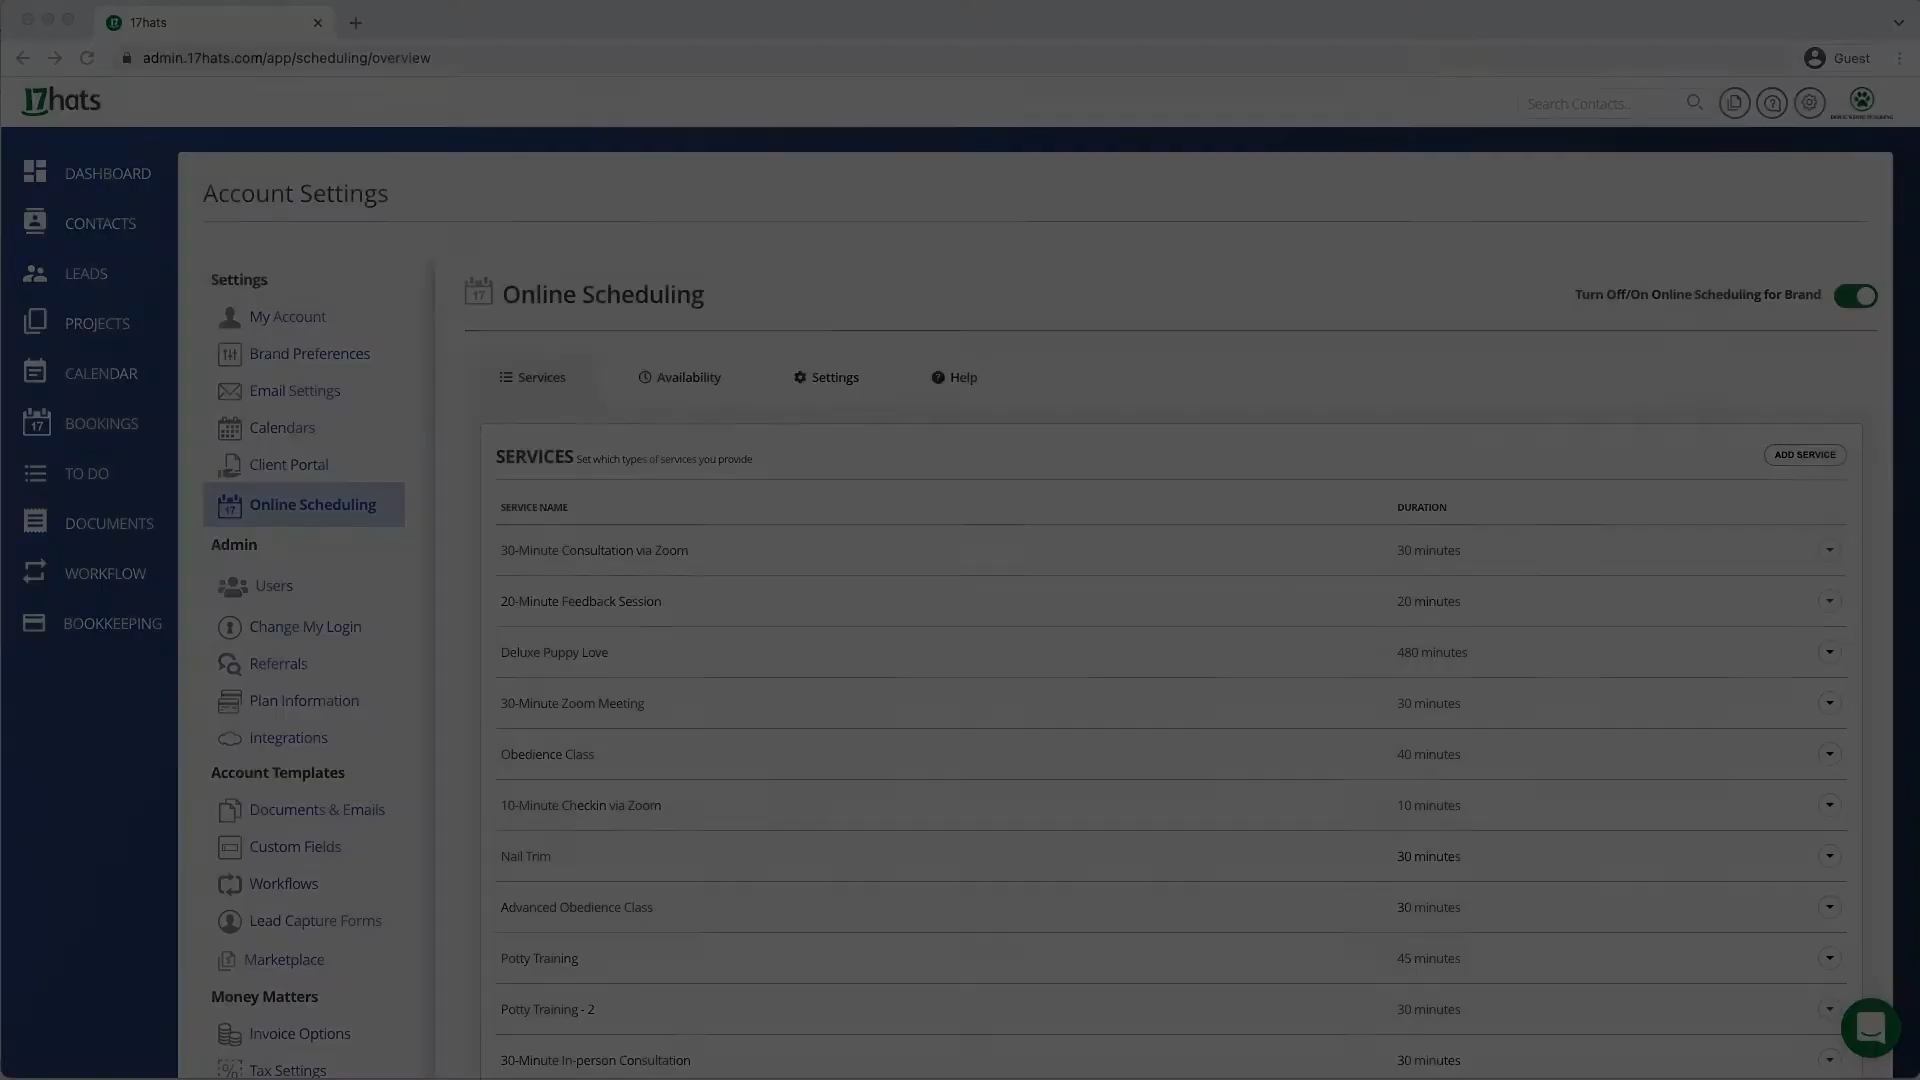 17hats
admin.17hats.com/app/scheduling/overview
Guest
17hats
Search Contacts...
DASHBOARD
CONTACTS
LEADS
PROJECTS
CALENDAR
17
BOOKINGS
TO DO
DOCUMENTS
WORKFLOW
BOOKKEEPING
Account Settings
Settings
My Account
Brand Preferences
Email Settings
Calendars
Client Portal
17
Online Scheduling
Admin
Users
Change My Login
Referrals
Plan Information
Integrations
Account Templates
Documents & Emails
Custom Fields
Workflows
Lead Capture Forms
Marketplace
Money Matters
Invoice Options
Tax Settings
17
Online Scheduling
Turn Off/On Online Scheduling for Brand
Services
Availability
Settings
Help
SERVICES Set which types of services you provide
ADD SERVICE
SERVICE NAME DURATION
30-Minute Consultation via Zoom 30 minutes
20-Minute Feedback Session 20 minutes
Deluxe Puppy Love 480 minutes
30-Minute Zoom Meeting 30 minutes
Obedience Class 40 minutes
10-Minute Checkin via Zoom 10 minutes
Nail Trim 30 minutes
Advanced Obedience Class 30 minutes
Potty Training 45 minutes
Potty Training - 2 30 minutes
30-Minute In-person Consultation 30 minutes